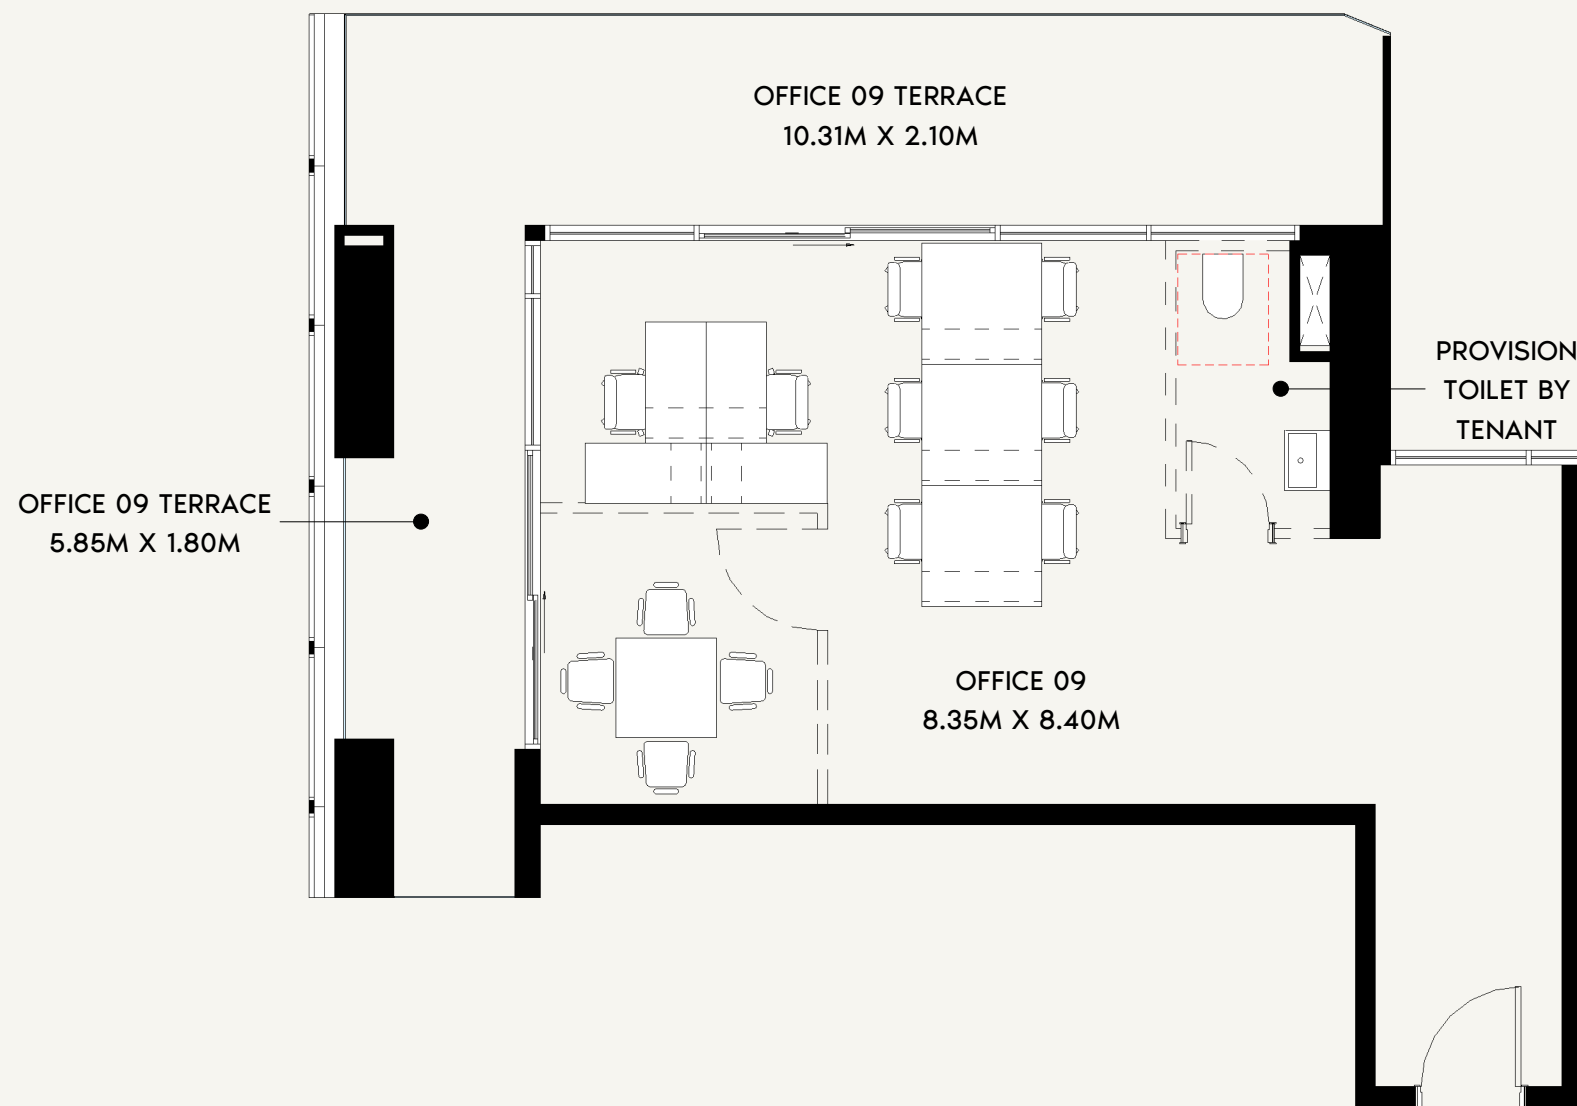 OFFICE 09 TERRACE
10.31M X 2.10M
PROVISION
TOILET BY
TENANT
OFFICE 09 TERRACE
5.85M X 1.80M
OFFICE 09
8.35M X 8.40M